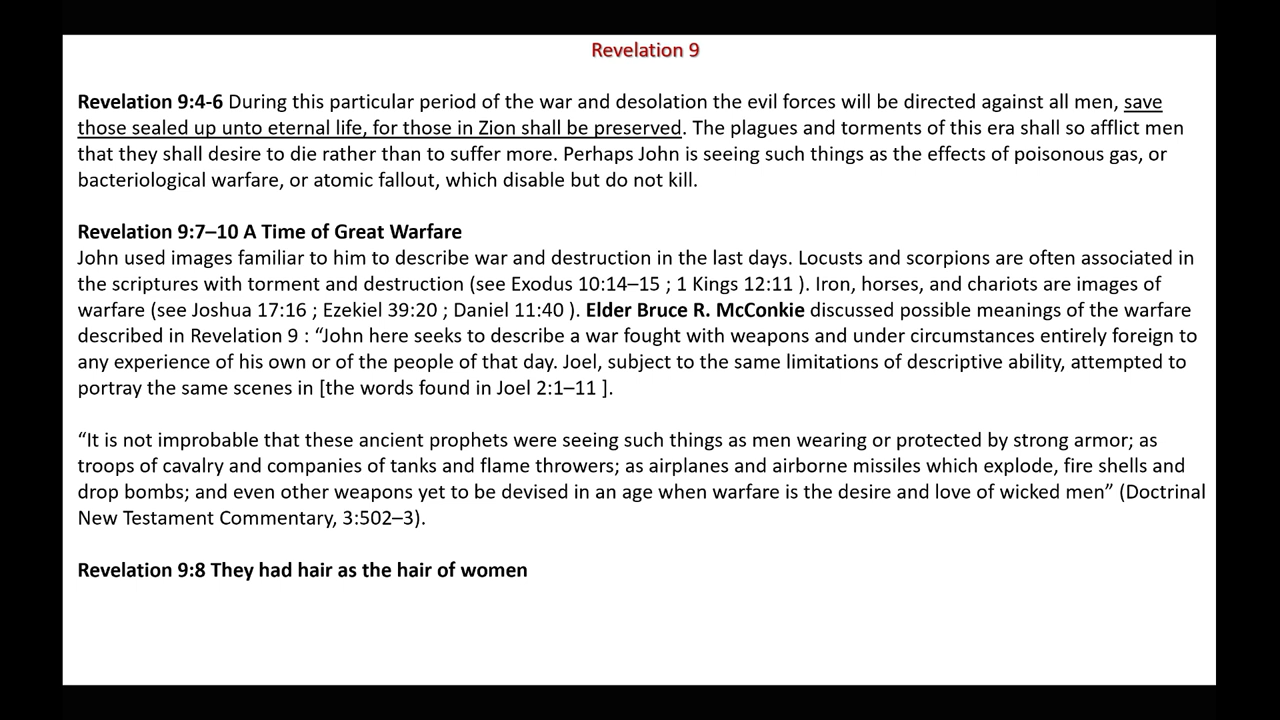 Revelation 9
Revelation 9:4-6 During this particular period of the war and desolation the evil forces will be directed against all men, save
those sealed up unto eternal life, for those in Zion shall be preserved. The plagues and torments of this era shall so afflict men
that they shall desire to die rather than to suffer more. Perhaps John is seeing such things as the effects of poisonous gas, or
bacteriological warfare, or atomic fallout, which disable but do not kill.
Revelation 9:7–10 A Time of Great Warfare
John used images familiar to him to describe war and destruction in the last days. Locusts and scorpions are often associated in
the scriptures with torment and destruction (see Exodus 10:14–15 ; 1 Kings 12:11 ). Iron, horses, and chariots are images of
warfare (see Joshua 17:16 ; Ezekiel 39:20 ; Daniel 11:40 ). Elder Bruce R. McConkie discussed possible meanings of the warfare
described in Revelation 9 : “John here seeks to describe a war fought with weapons and under circumstances entirely foreign to
any experience of his own or of the people of that day. Joel, subject to the same limitations of descriptive ability, attempted to
portray the same scenes in [the words found in Joel 2:1–11 ].
“It is not improbable that these ancient prophets were seeing such things as men wearing or protected by strong armor; as
troops of cavalry and companies of tanks and flame throwers; as airplanes and airborne missiles which explode, fire shells and
drop bombs; and even other weapons yet to be devised in an age when warfare is the desire and love of wicked men” (Doctrinal
New Testament Commentary, 3:502–3).
Revelation 9:8 They had hair as the hair of women